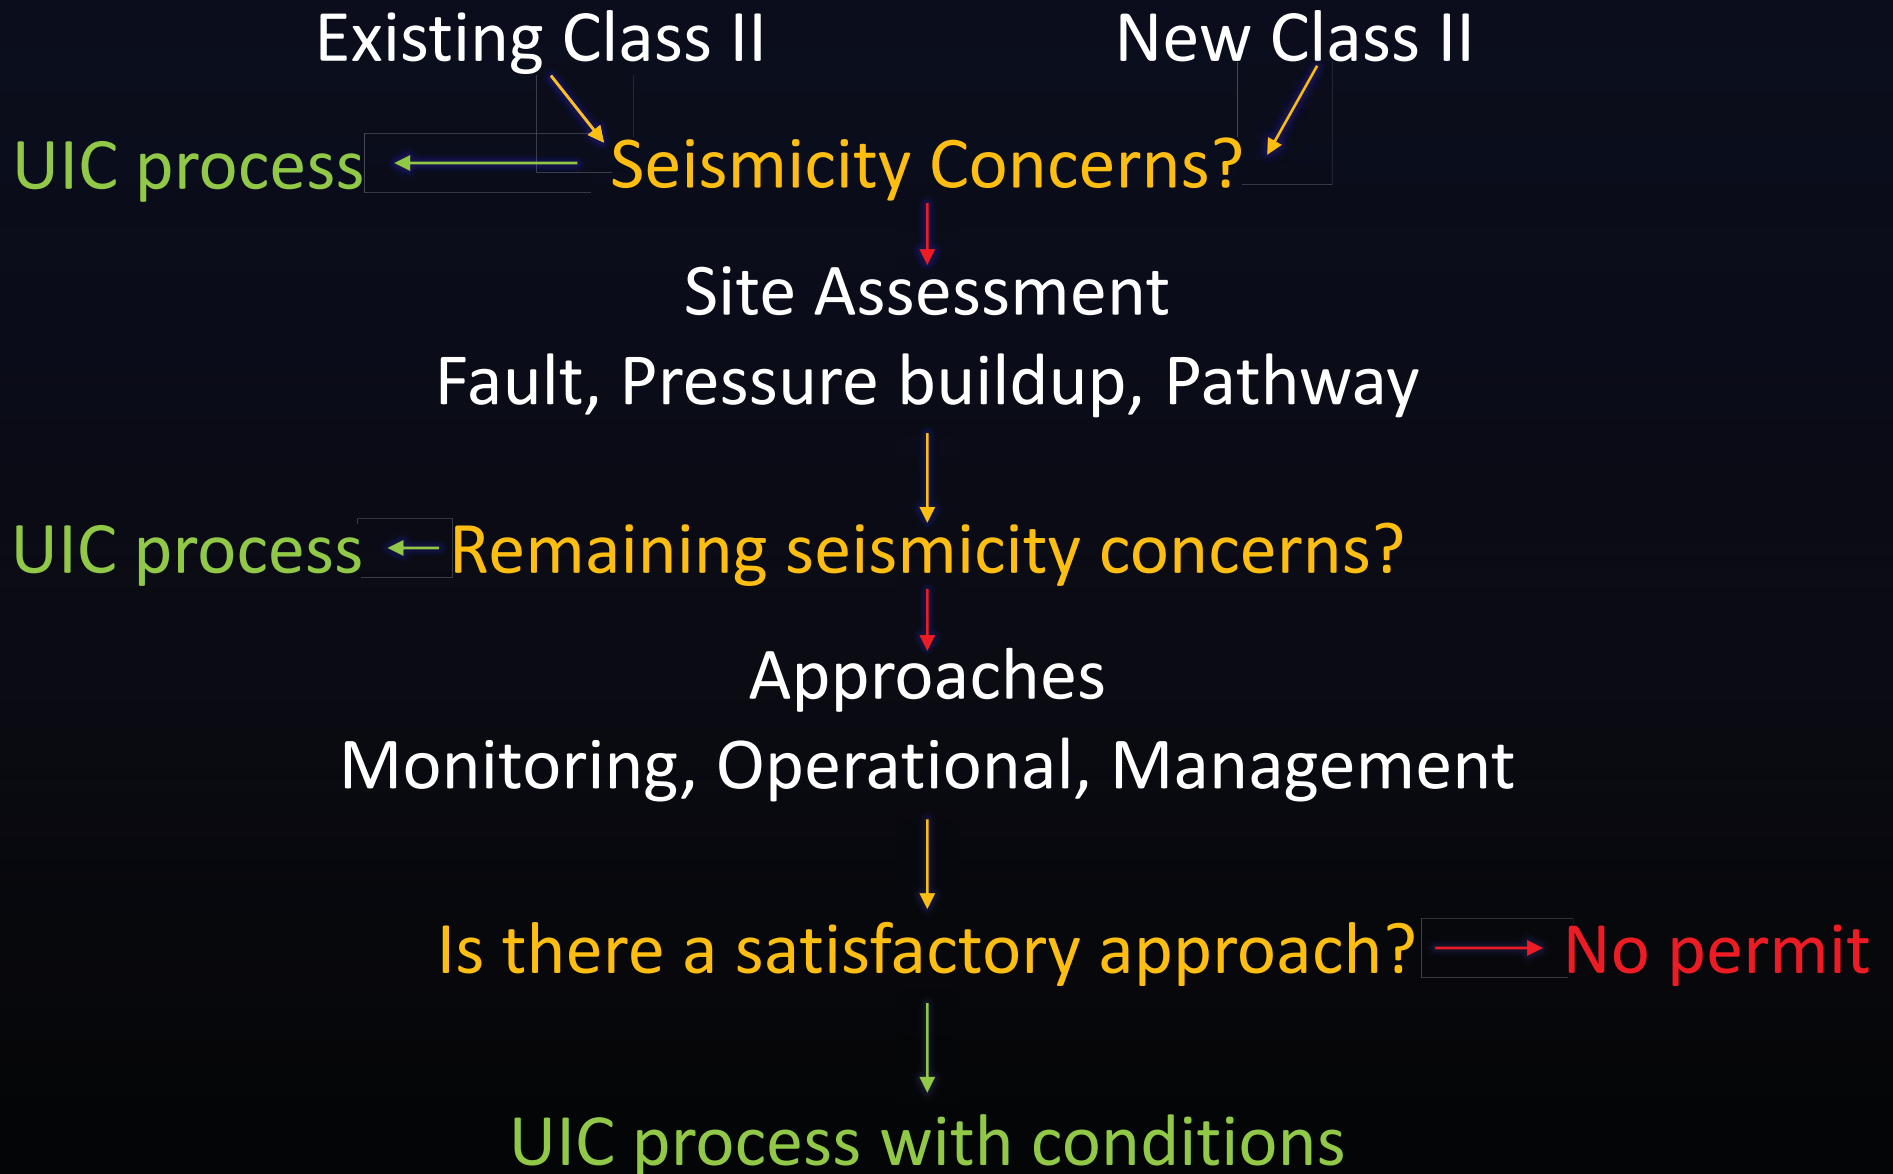 Existing Class II New Class II
UIC process Seismicity Concerns?
Site Assessment
Fault, Pressure buildup, Pathway
UIC process Remaining seismicity concerns?
Approaches
Monitoring, Operational, Management
Is there a satisfactory approach? No permit
UIC process with conditions